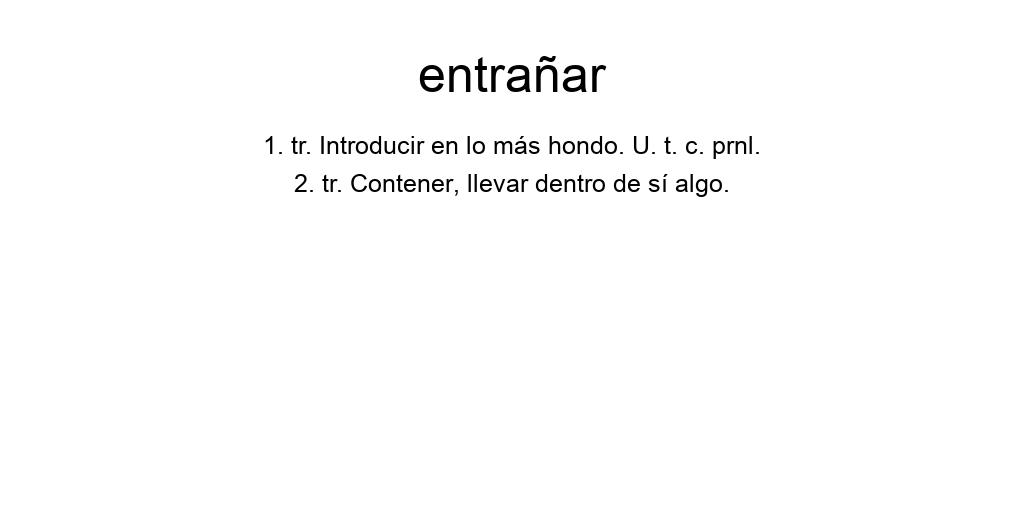 entrañar
1. tr. Introducir en lo más hondo. U. t. c. prnl.
2. tr. Contener, llevar dentro de sí algo.